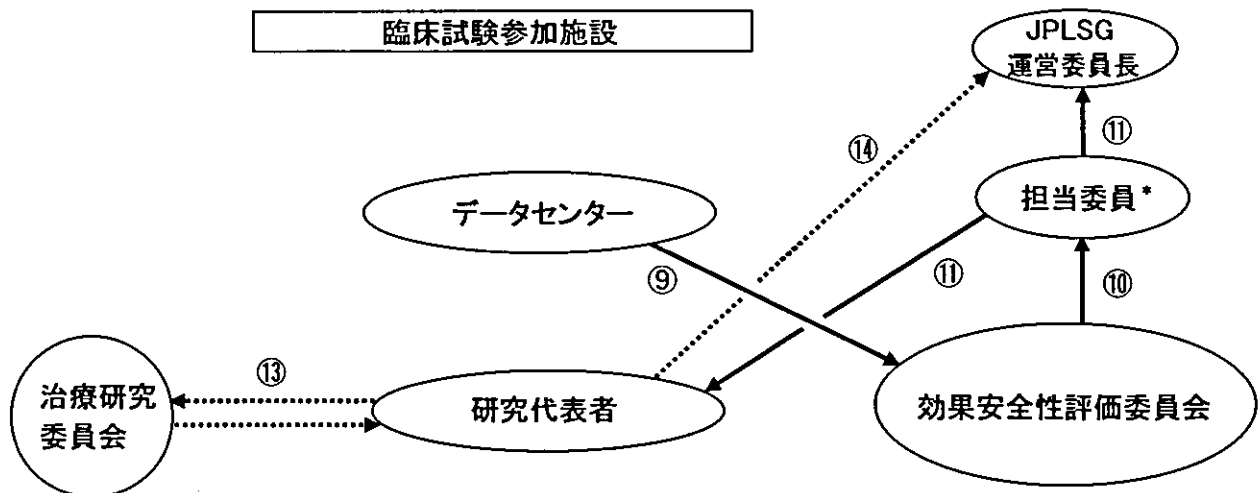 臨床試験参加施設
JPLSG
運営委員長
⑪
⑭
担当委員*
データセンター
⑨
⑪
⑩
⑬
治療研究
委員会
研究代表者
効果安全性評価委員会